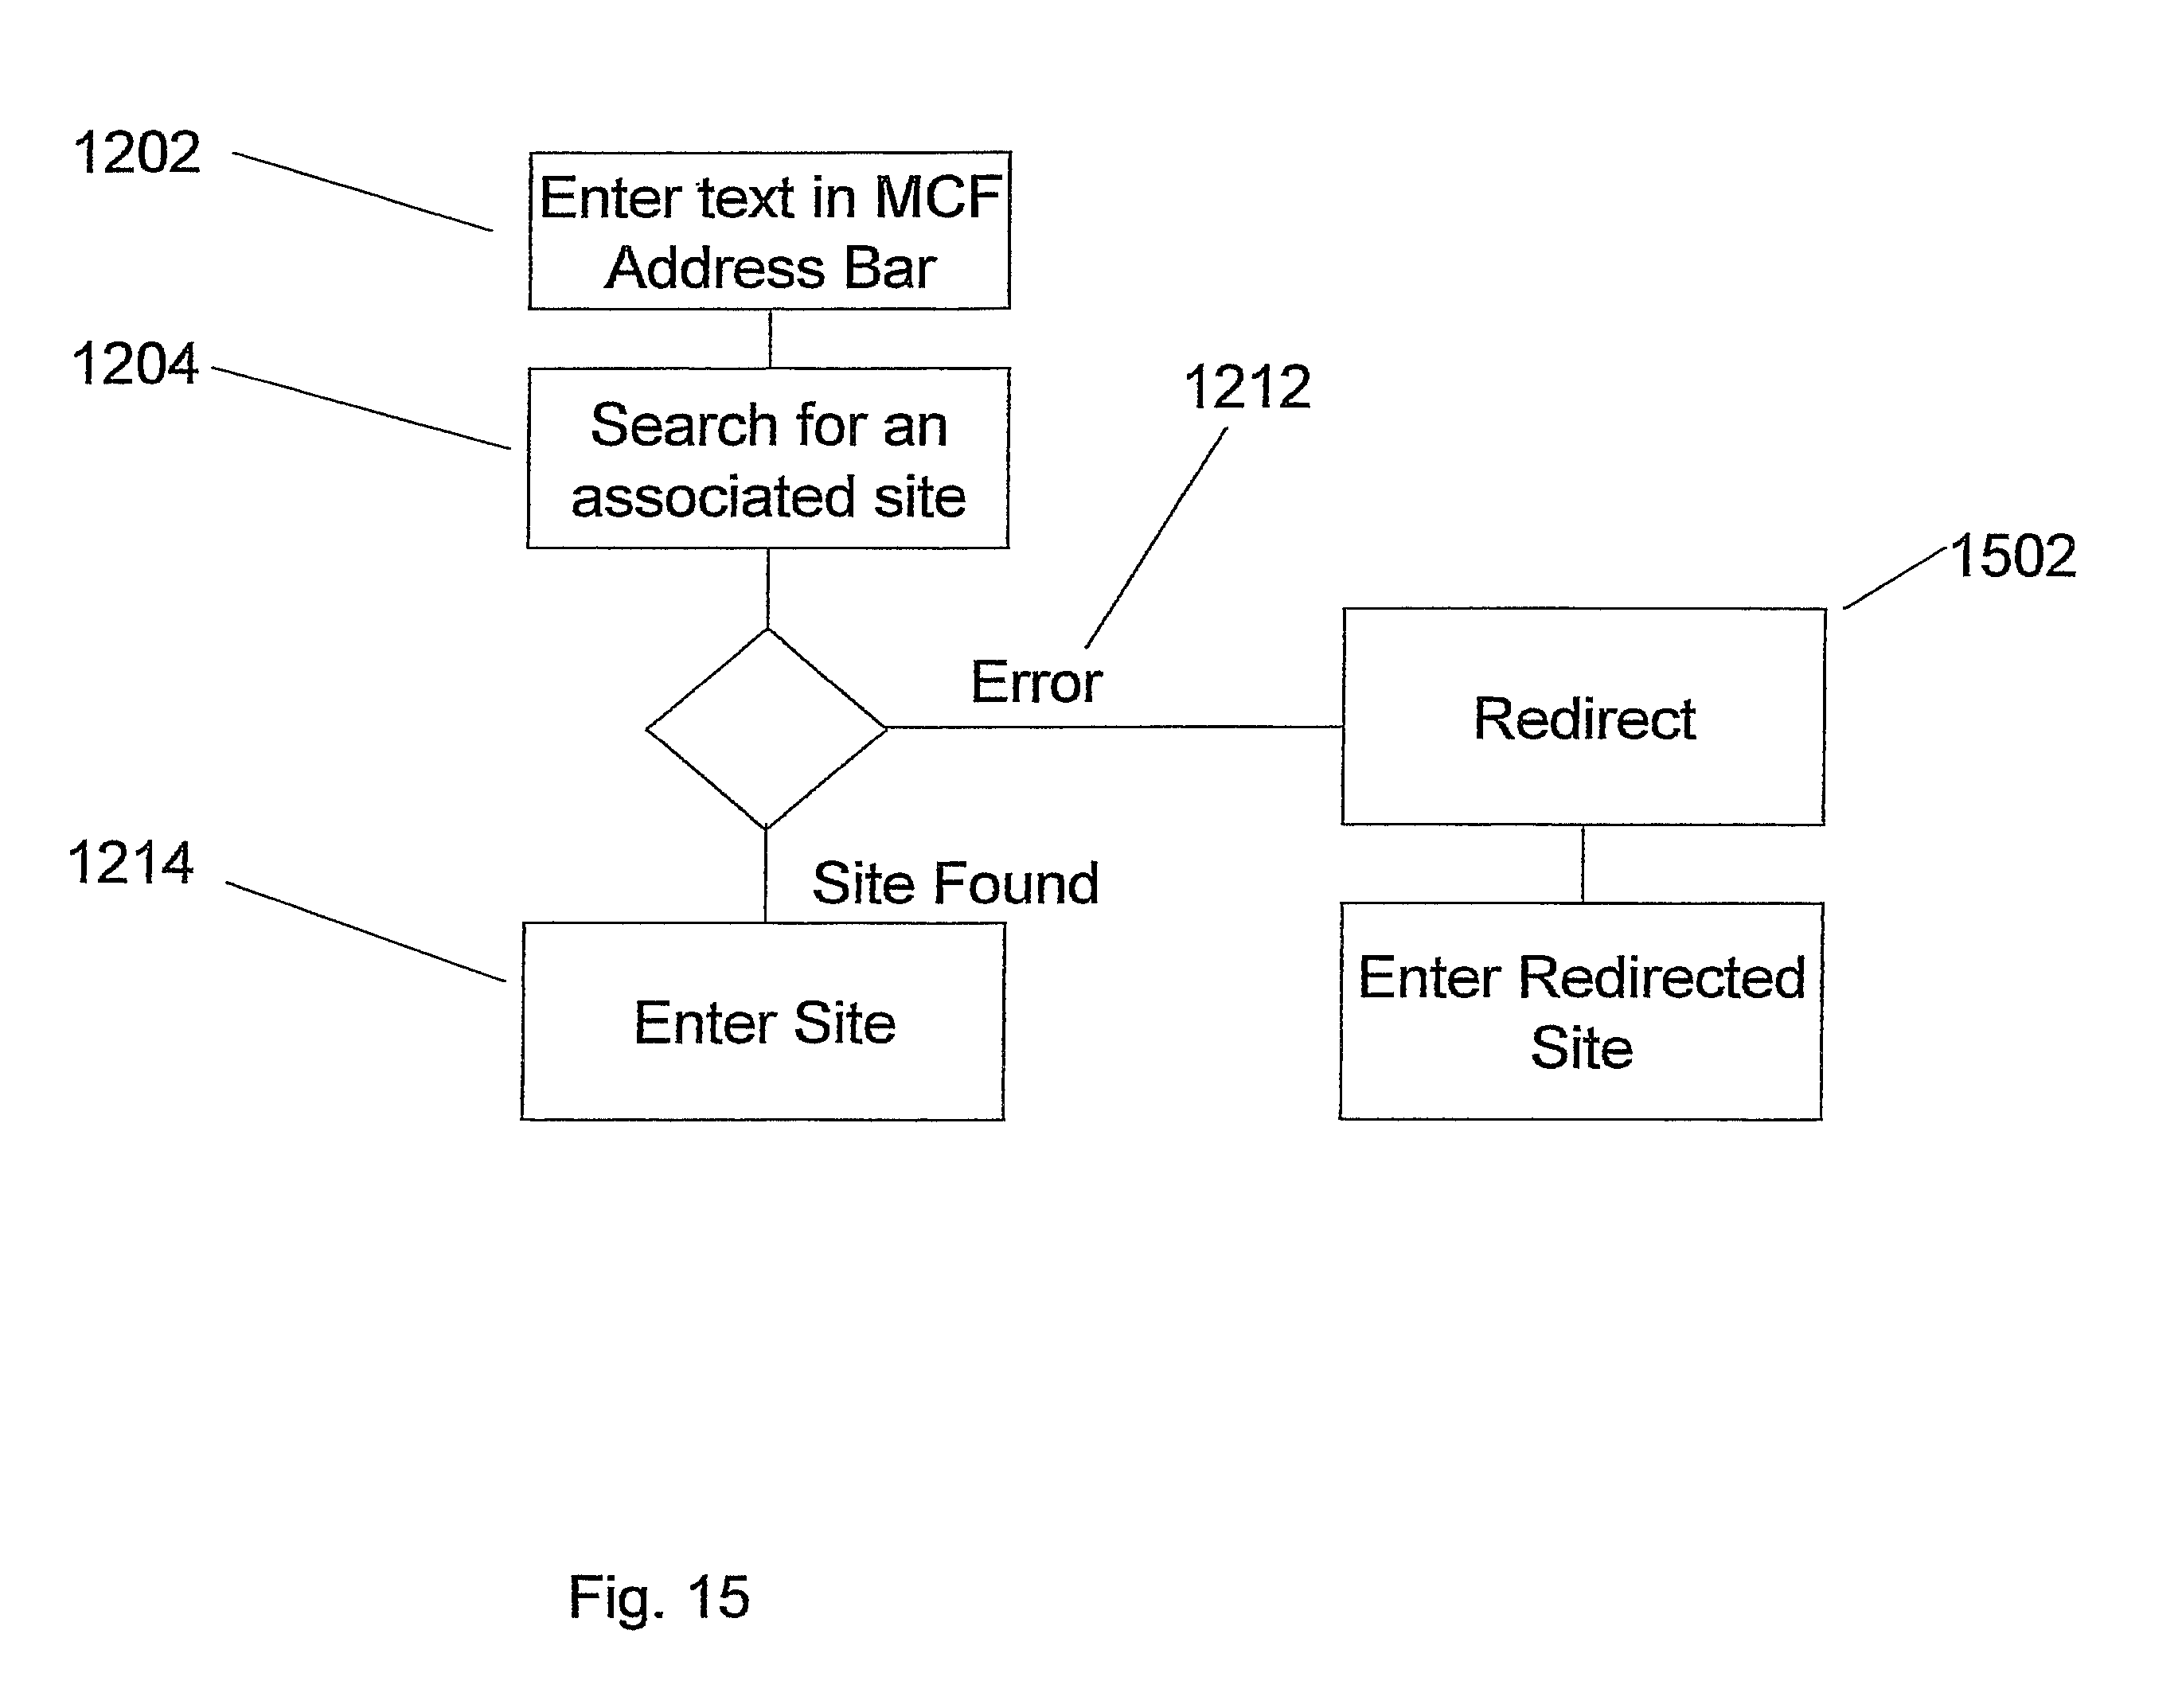 1202
Enter text in MCF
Address Bar
1204
Search for an
associated site
1212
1502
Error
Redirect
1214
Site Found
Enter Site
Enter Redirected
Site
Fig. 15